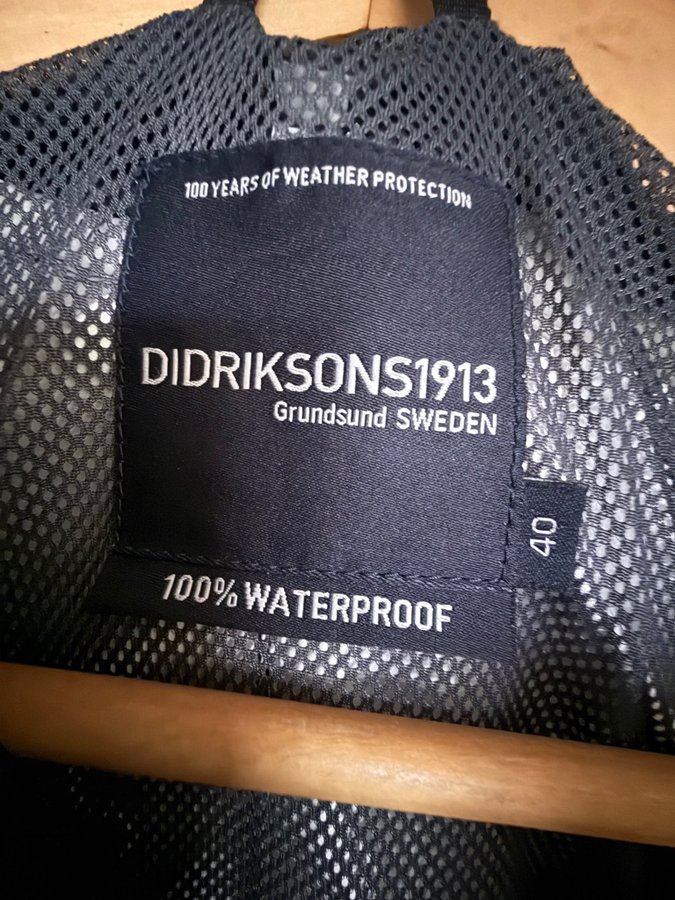 100 YEARS OF WEATHER PROTECTION
DIDRIKSONS1913
Grundsund SWEDEN
40
100% WATERPROOF